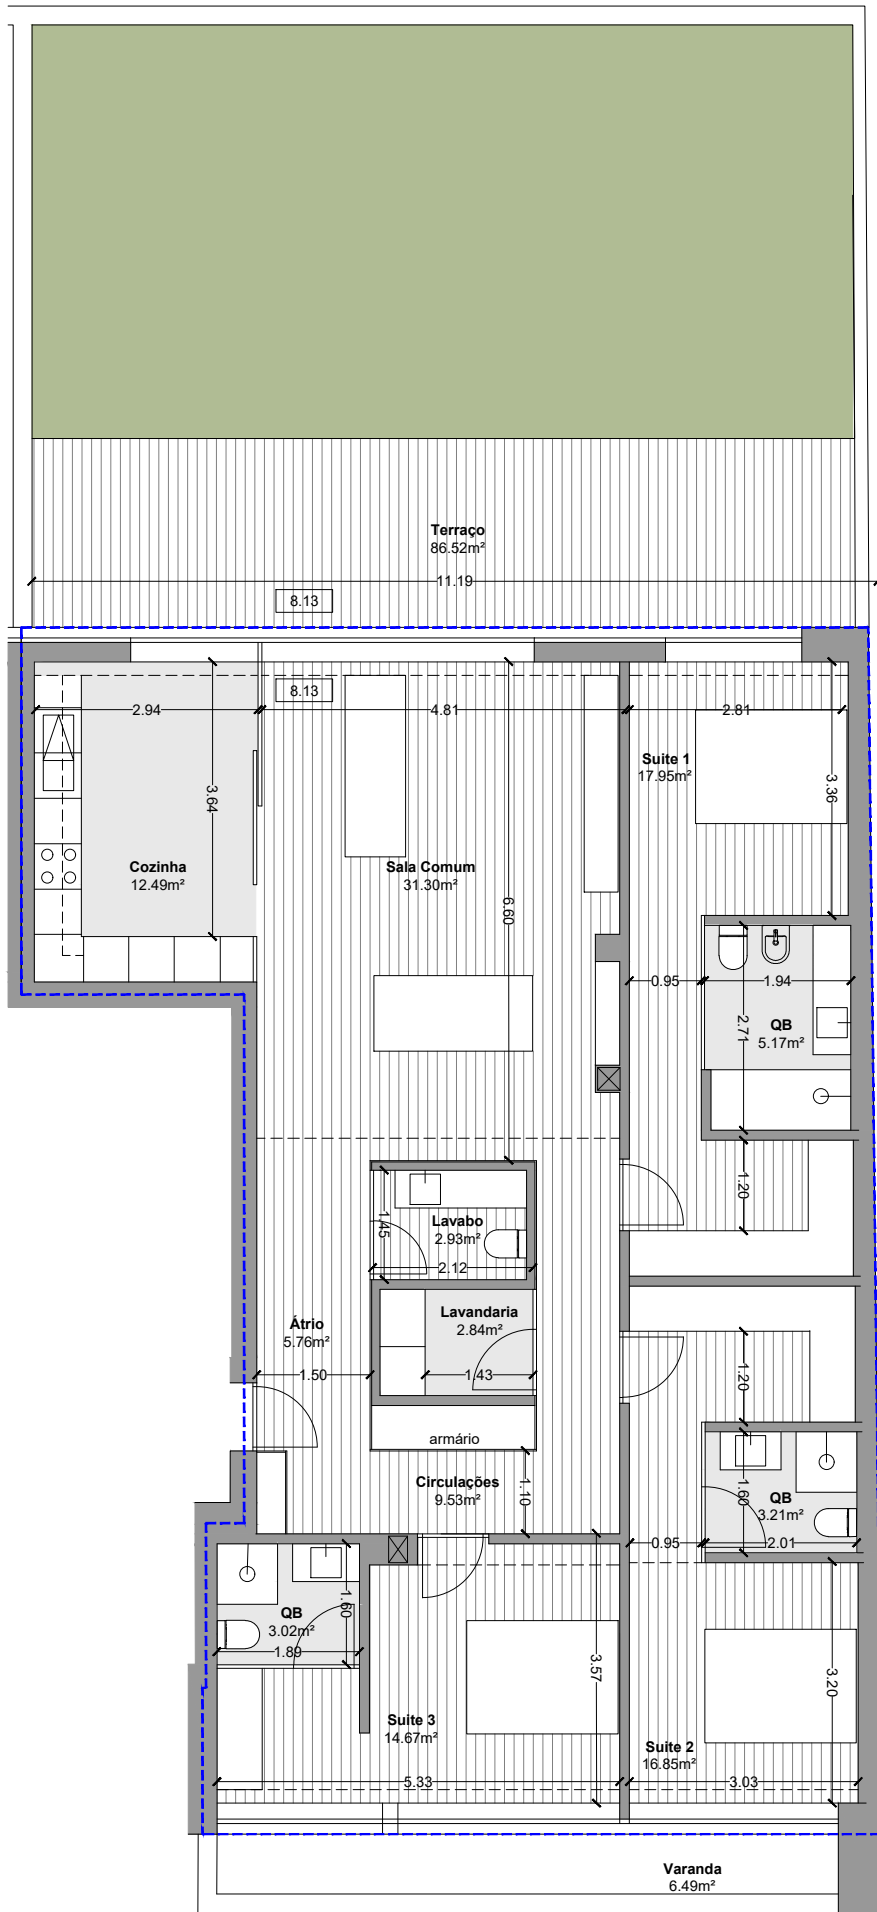 Terraço
86.52m²
11.19
8.13
8.13
2.94
4.81
2.81
Suite 1
17.95m²
3.36
3.64
Cozinha
12.49m²
Sala Comum
31.30m²
6.60
0.95
1.94
2.71
QB
5.17m²
1.20
1.45
Lavabo
2.93m²
2.12
Lavandaria
2.84m²
Átrio
5.76m²
1.50
1.43
1.20
armário
Circulações
9.53m²
1.10
1.60
QB
3.21m²
0.95
2.01
1.60
QB
3.02m²
1.89
3.57
3.20
Suite 3
14.67m²
Suite 2
16.85m²
5.33
3.03
Varanda
6.49m²